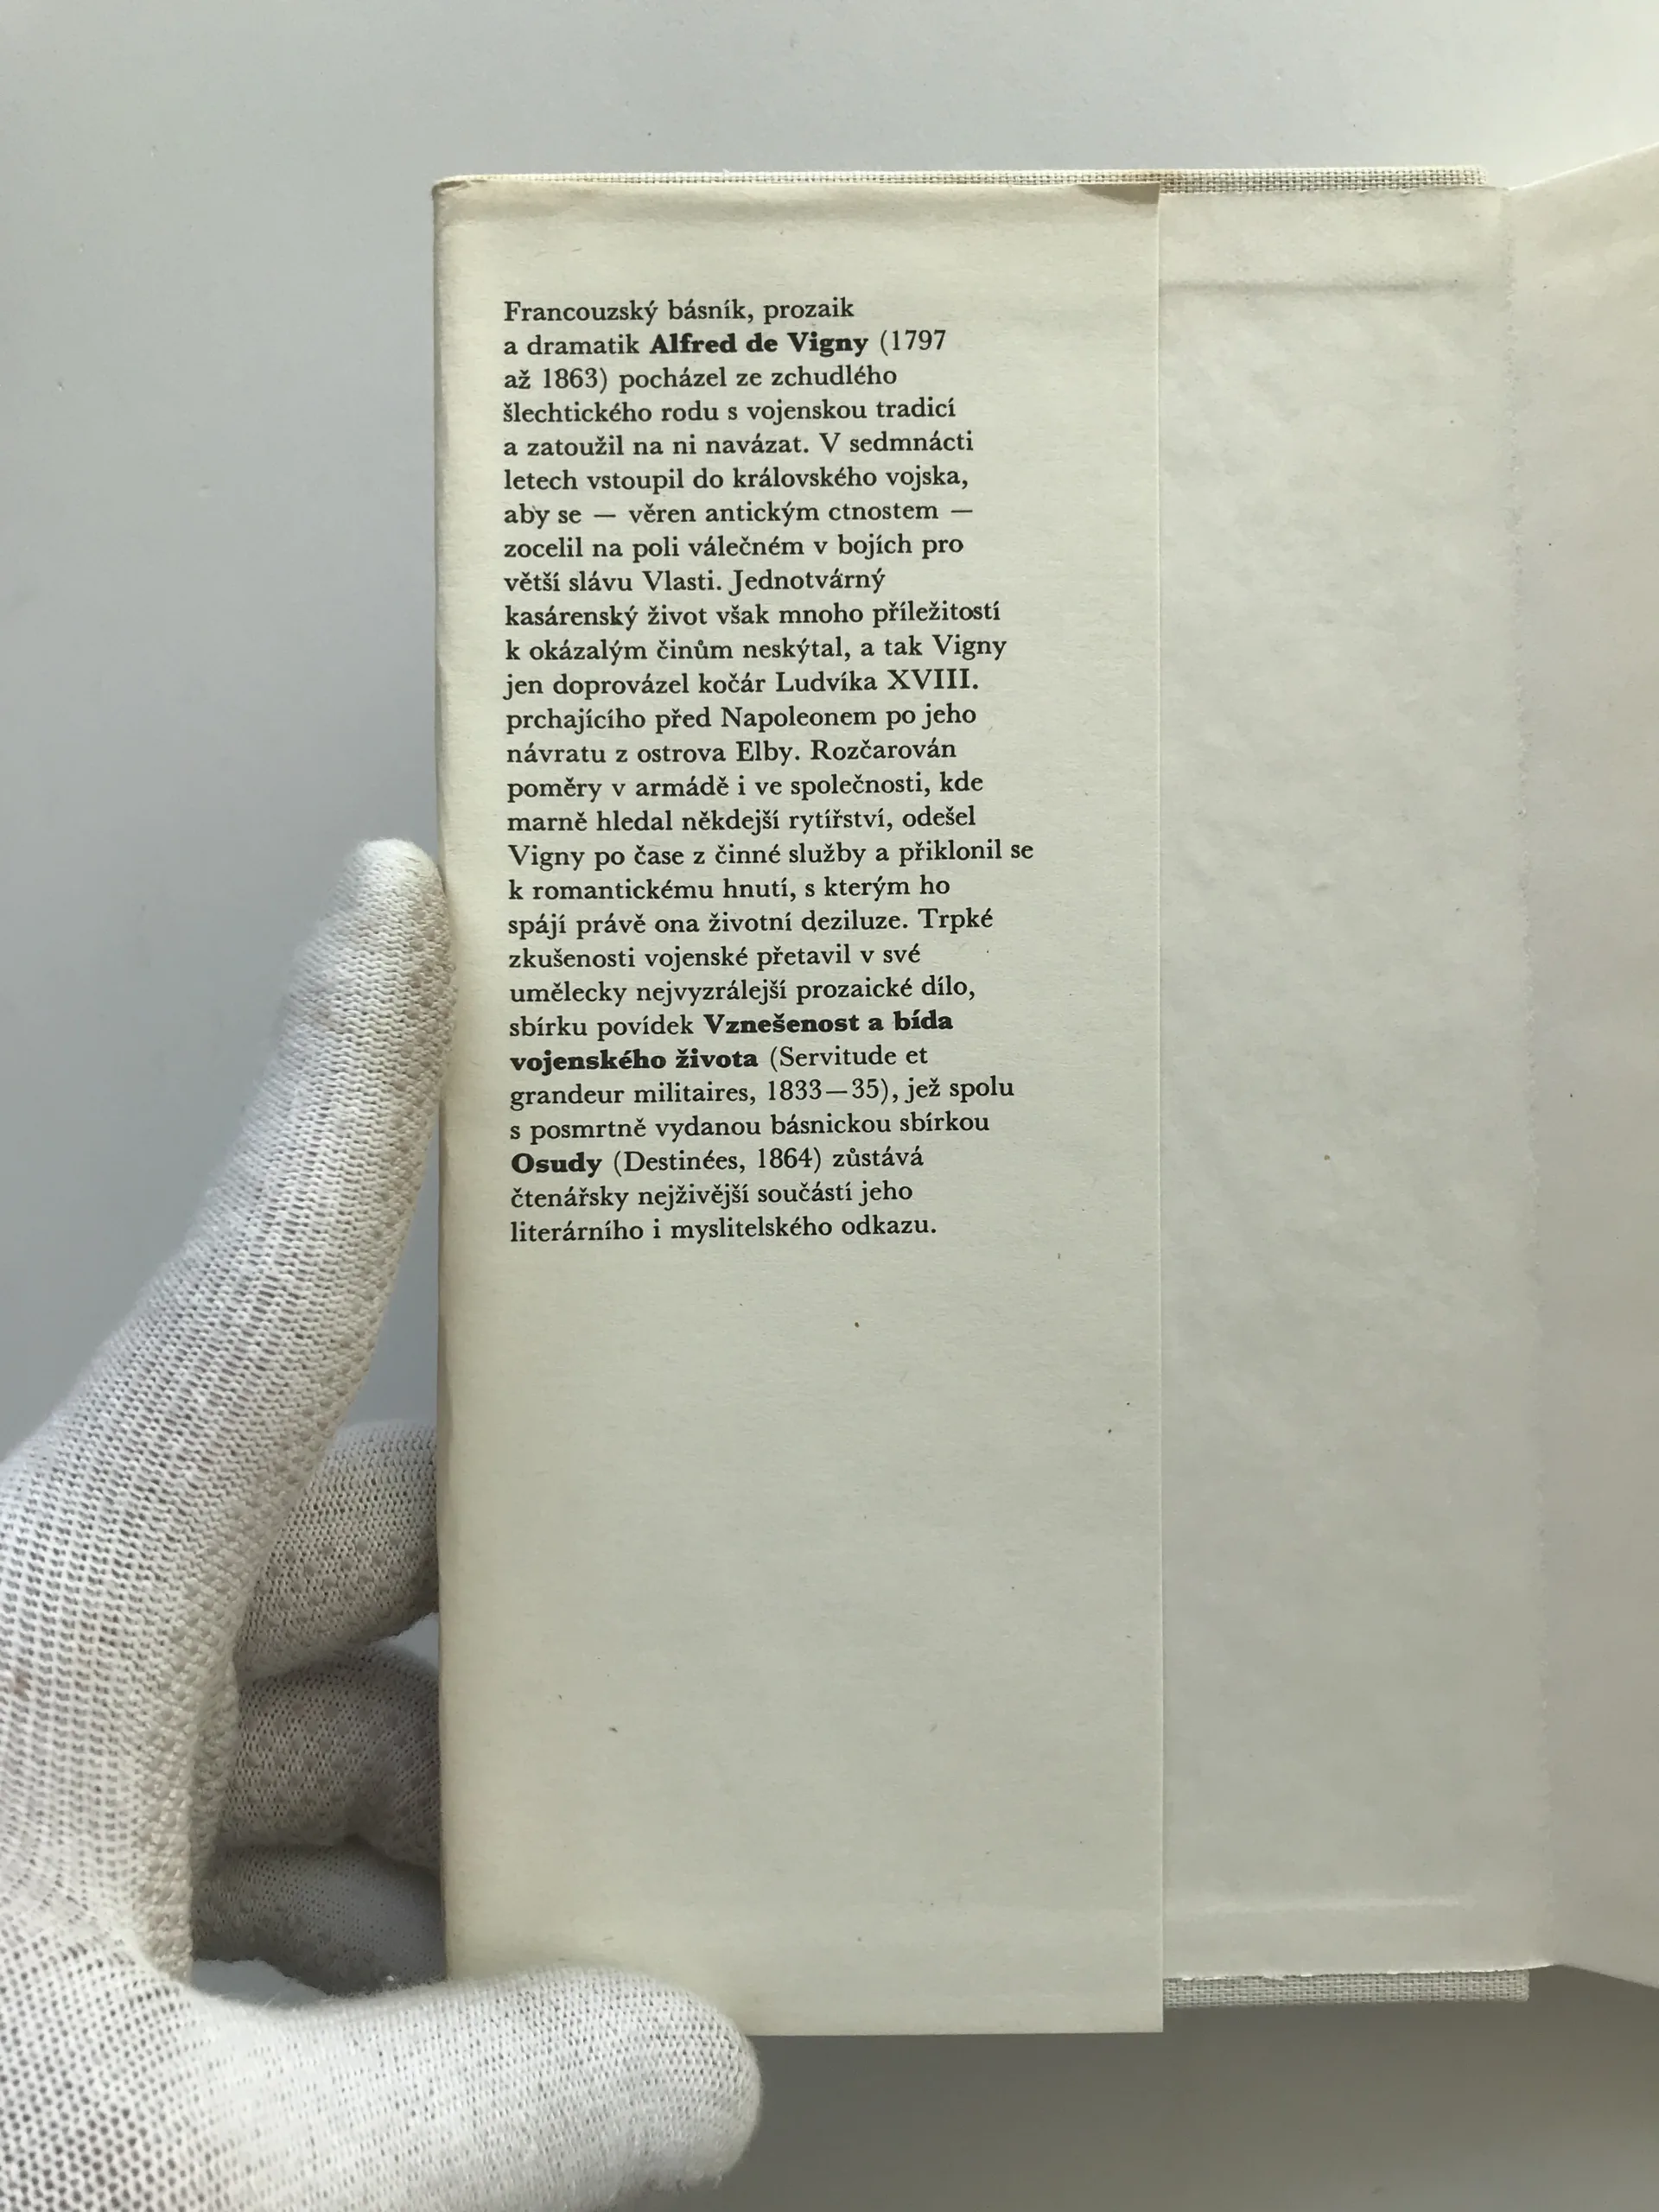 Francouzský básník, prozaik
a dramatik Alfred de Vigny (1797
až 1863) pocházel ze zchudlého
šlechtického rodu s vojenskou tradicí
a zatoužil na ni navázat. V sedmnácti
letech vstoupil do královského vojska,
aby se — věren antickým ctnostem —
zocelil na poli válečném v bojích pro
větší slávu Vlasti. Jednotvárný
kasárenský život však mnoho příležitostí
k okázalým činům neskýtal, a tak Vigny
jen doprovázel kočár Ludvíka XVIII.
prchajícího před Napoleonem po jeho
návratu z ostrova Elby. Rozčarován
poměry v armádě i ve společnosti, kde
marně hledal někdejší rytířství, odešel
Vigny po čase z činné služby a přiklonil se
k romantickému hnutí, s kterým ho
spájí právě ona životní deziluze. Trpké
zkušenosti vojenské přetavil v své
umělecky nejvyzrálejší prozaické dílo,
sbírku povídek Vznešenost a bída
vojenského života (Servitude et
grandeur militaires, 1833—35), jež spolu
s posmrtně vydanou básnickou sbírkou
Osudy (Destinées, 1864) zůstává
čtenářsky nejživější součástí jeho
literárního i myslitelského odkazu.